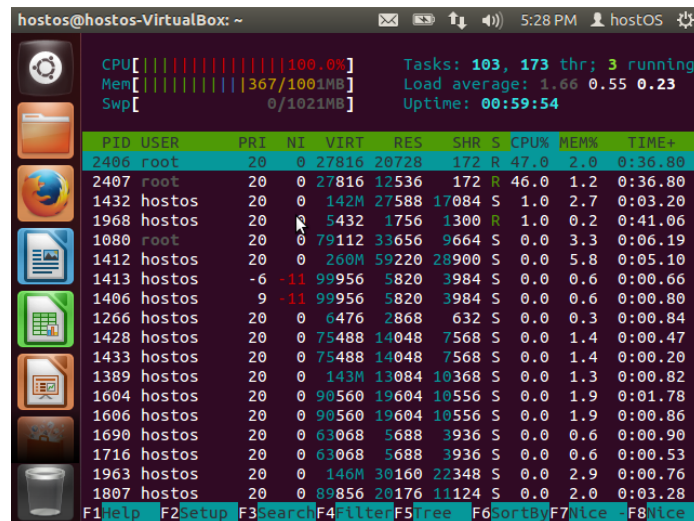 hostos@hostos-VirtualBox: ~ 5:28 PM hostOS
CPU[||||||||||||||||100.0%] Tasks: 103, 173 thr; 3 running
Mem[|||||||||||367/1001MB] Load average: 1.66 0.55 0.23
Swp[ 0/1021MB] Uptime: 00:59:54
PID USER PRI NI VIRT RES SHR S CPU% MEM% TIME+
2406 root 20 0 27816 20728 172 R 47.0 2.0 0:36.80
2407 root 20 0 27816 12536 172 R 46.0 1.2 0:36.80
1432 hostos 20 0 142M 27588 17084 S 1.0 2.7 0:03.20
1968 hostos 20 0 5432 1756 1300 R 1.0 0.2 0:41.06
1080 root 20 0 79112 33656 9664 S 0.0 3.3 0:06.19
1412 hostos 20 0 260M 59220 28900 S 0.0 5.8 0:05.10
1413 hostos -6 -11 99956 5820 3984 S 0.0 0.6 0:00.66
1406 hostos 9 -11 99956 5820 3984 S 0.0 0.6 0:00.80
1266 hostos 20 0 6476 2868 632 S 0.0 0.3 0:00.84
1428 hostos 20 0 75488 14048 7568 S 0.0 1.4 0:00.47
1433 hostos 20 0 75488 14048 7568 S 0.0 1.4 0:00.20
1389 hostos 20 0 143M 13084 10368 S 0.0 1.3 0:00.82
1604 hostos 20 0 90560 19604 10556 S 0.0 1.9 0:01.78
1606 hostos 20 0 90560 19604 10556 S 0.0 1.9 0:00.86
1690 hostos 20 0 63068 5688 3936 S 0.0 0.6 0:00.90
1716 hostos 20 0 63068 5688 3936 S 0.0 0.6 0:00.53
1963 hostos 20 0 146M 30160 22348 S 0.0 2.9 0:00.76
1807 hostos 20 0 89856 20176 11124 S 0.0 2.0 0:03.28
F1Help F2Setup F3SearchF4FilterF5Tree F6SortByF7Nice -F8Nice